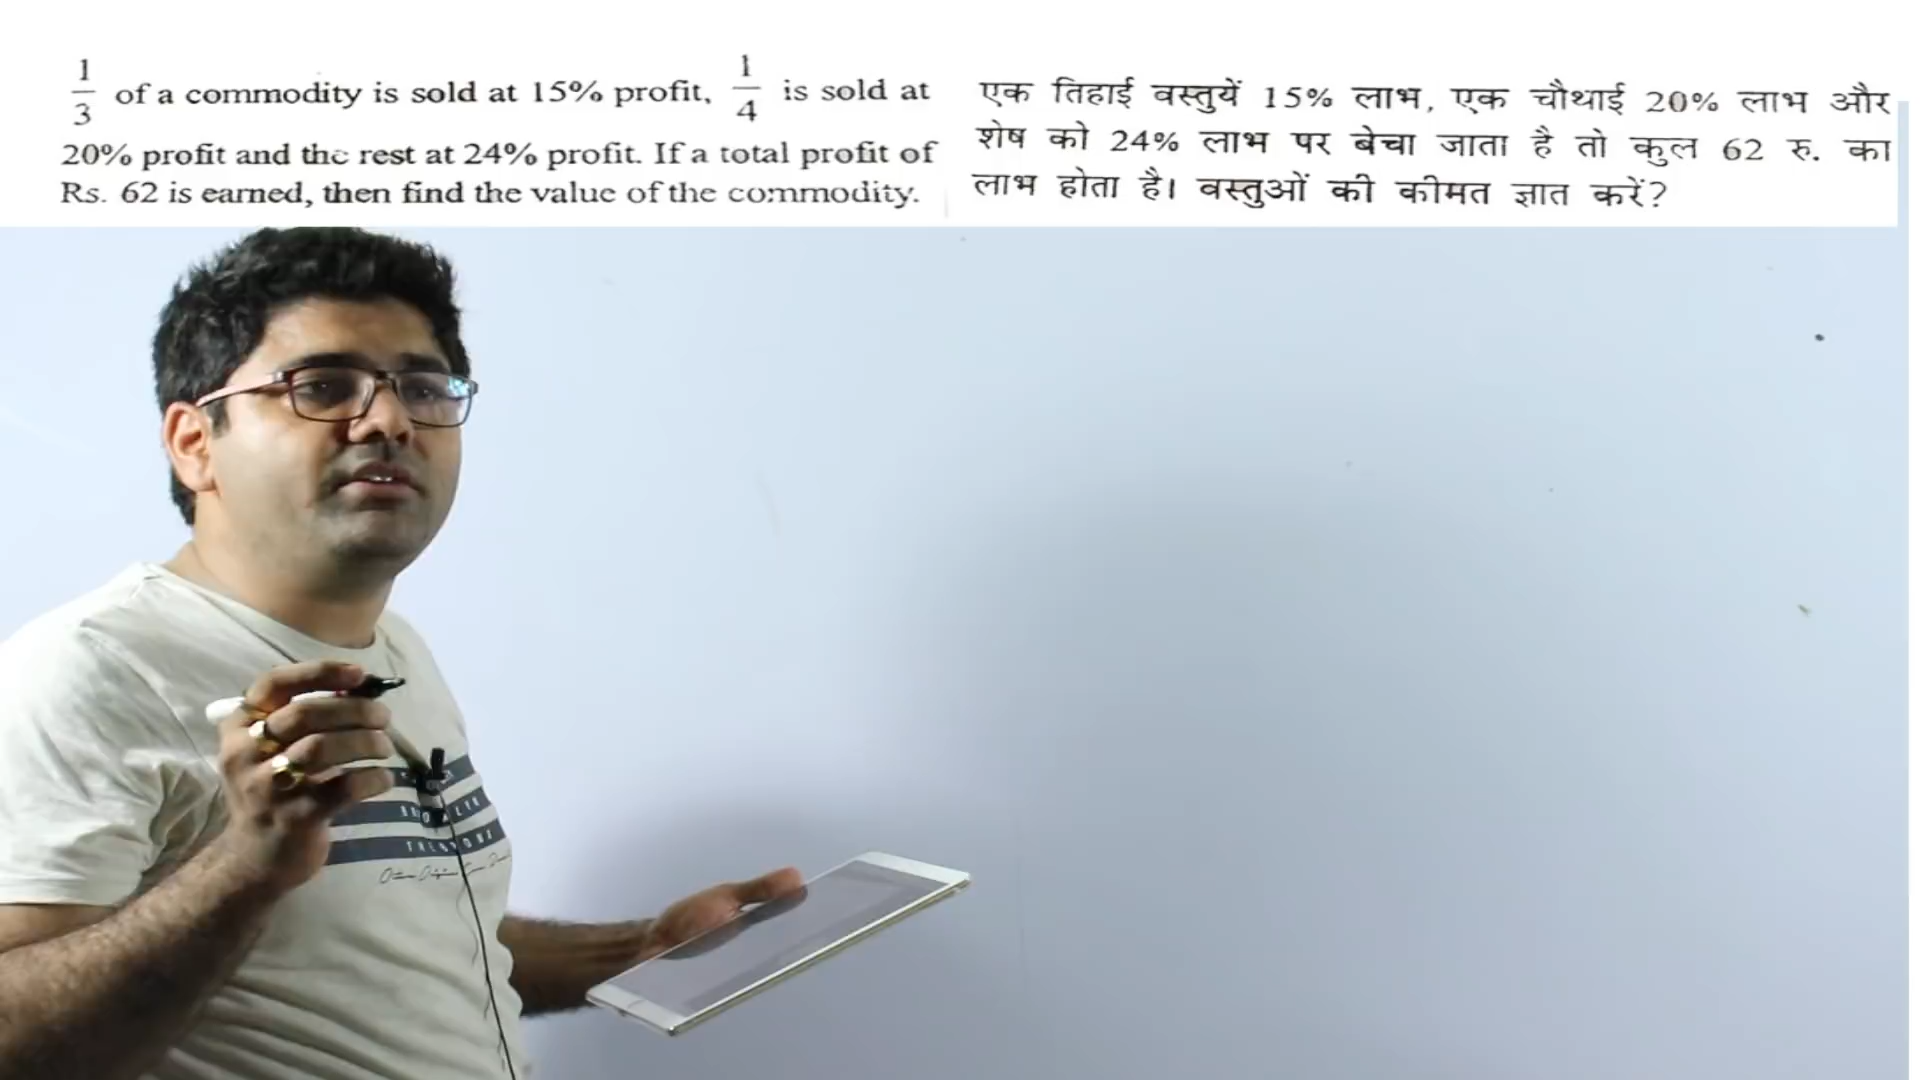 1/3 of a commodity is sold at 15% profit, 1/4 is sold at
20% profit and the rest at 24% profit. If a total profit of
Rs. 62 is earned, then find the value of the commodity.
एक तिहाई वस्तुयें 15% लाभ, एक चौथाई 20% लाभ और
शेष को 24% लाभ पर बेचा जाता है तो कुल 62 रु. का
लाभ होता है। वस्तुओं की कीमत ज्ञात करें?